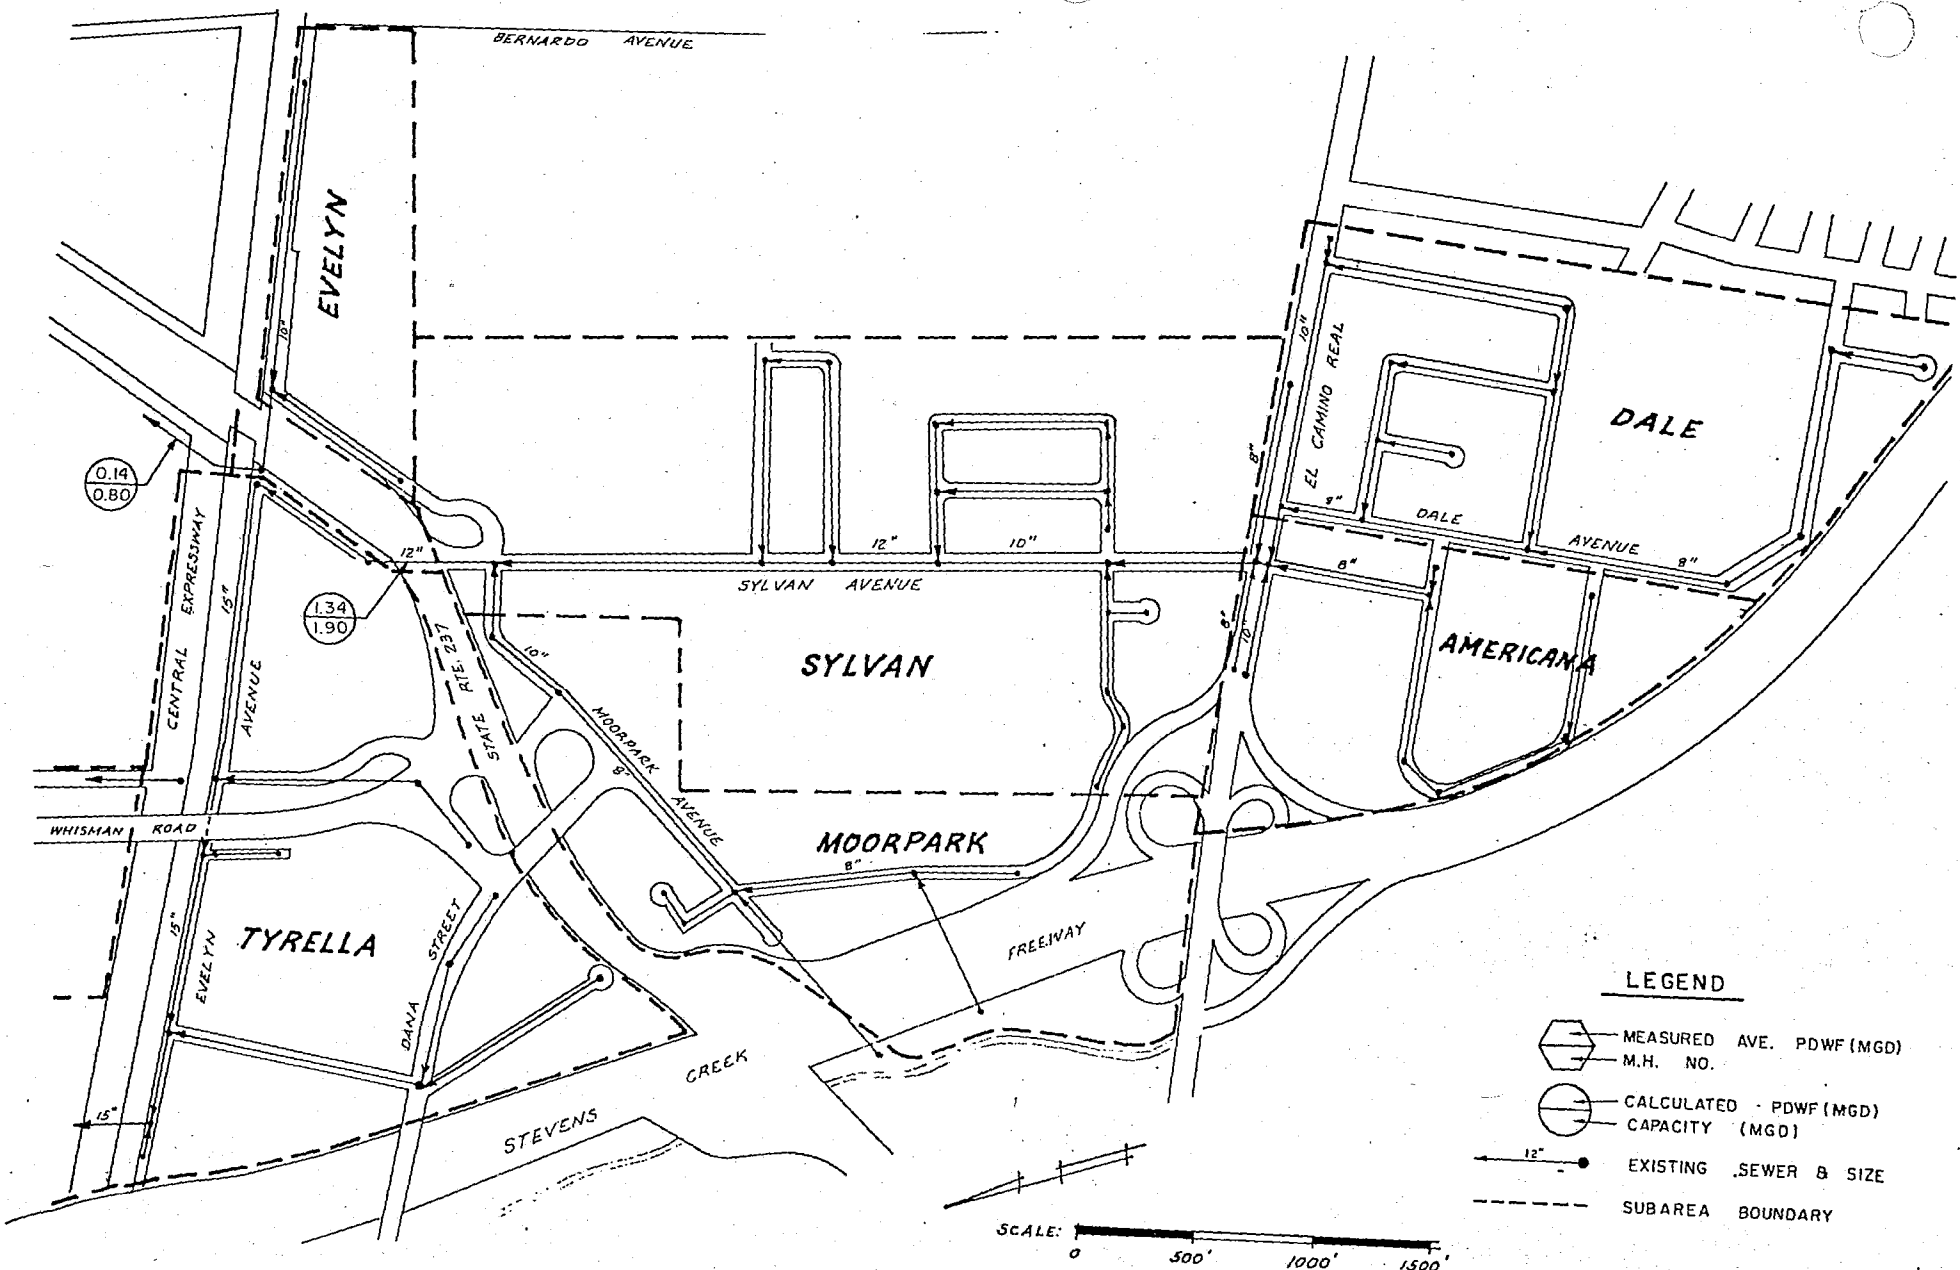 BERNARDO AVENUE
EVELYN
10"
10"
EL CAMINO REAL
DALE
8"
0.14
0.80
CENTRAL EXPRESSWAY
15"
AVENUE
12"
1.34
1.90
12"
10"
SYLVAN AVENUE
8"
DALE
AVENUE
8"
8"
8"
10"
STATE RTE. 237
10"
SYLVAN
AMERICANA
MOORPARK
8"
AVENUE
WHISMAN ROAD
MOORPARK
8"
15"
EVELYN
TYRELLA
STREET
DANA
FREEWAY
15"
STEVENS
CREEK
LEGEND
MEASURED AVE. PDWF (MGD)
M.H. NO.
CALCULATED - PDWF (MGD)
CAPACITY (MGD)
12"
EXISTING SEWER & SIZE
SUBAREA BOUNDARY
SCALE:
0 500' 1000' 1500'